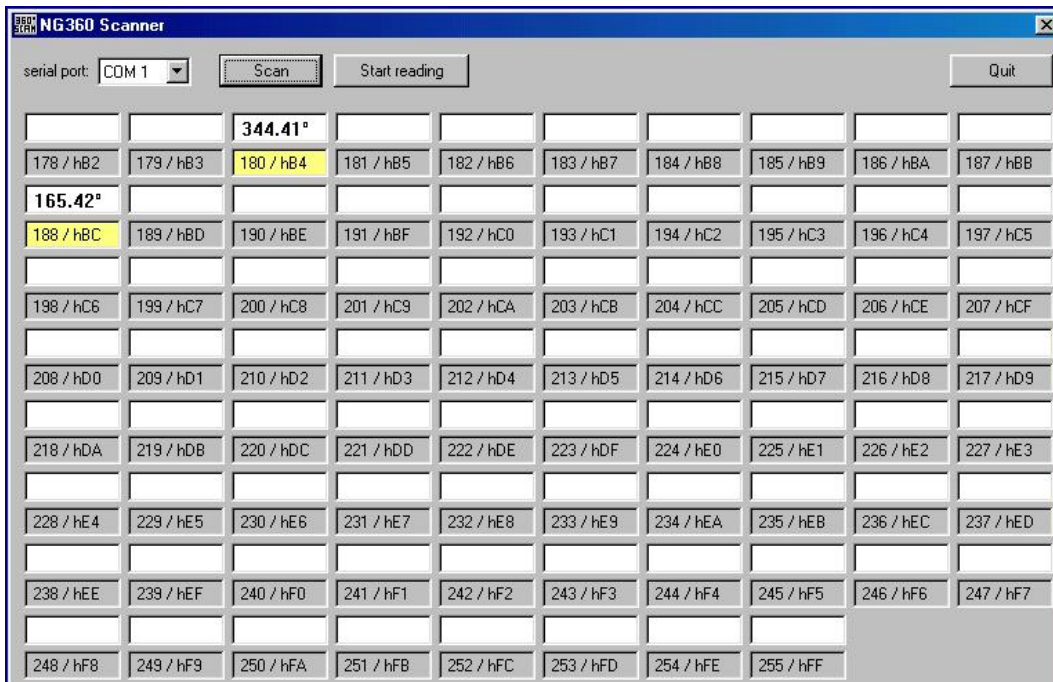 360° SCAN NG360 Scanner
serial port: COM 1 Scan Start reading Quit
344.41°
178 / hB2 179 / hB3 180 / hB4 181 / hB5 182 / hB6 183 / hB7 184 / hB8 185 / hB9 186 / hBA 187 / hBB
165.42°
188 / hBC 189 / hBD 190 / hBE 191 / hBF 192 / hC0 193 / hC1 194 / hC2 195 / hC3 196 / hC4 197 / hC5
198 / hC6 199 / hC7 200 / hC8 201 / hC9 202 / hCA 203 / hCB 204 / hCC 205 / hCD 206 / hCE 207 / hCF
208 / hD0 209 / hD1 210 / hD2 211 / hD3 212 / hD4 213 / hD5 214 / hD6 215 / hD7 216 / hD8 217 / hD9
218 / hDA 219 / hDB 220 / hDC 221 / hDD 222 / hDE 223 / hDF 224 / hE0 225 / hE1 226 / hE2 227 / hE3
228 / hE4 229 / hE5 230 / hE6 231 / hE7 232 / hE8 233 / hE9 234 / hEA 235 / hEB 236 / hEC 237 / hED
238 / hEE 239 / hEF 240 / hF0 241 / hF1 242 / hF2 243 / hF3 244 / hF4 245 / hF5 246 / hF6 247 / hF7
248 / hF8 249 / hF9 250 / hFA 251 / hFB 252 / hFC 253 / hFD 254 / hFE 255 / hFF